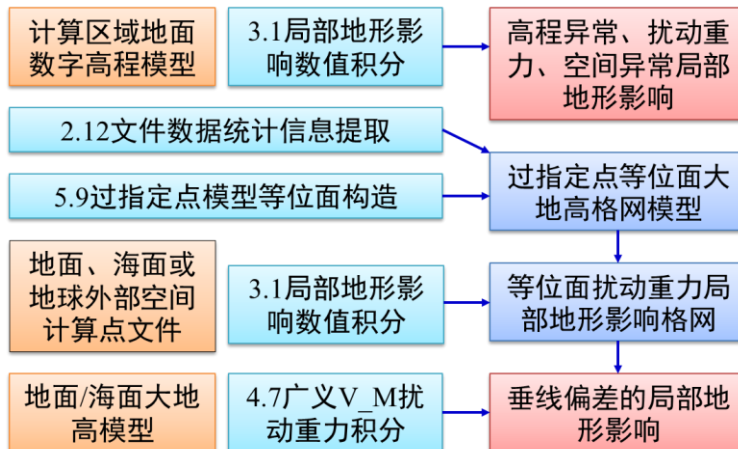 计算区域地面
数字高程模型
3.1局部地形影
响数值积分
高程异常、扰动重
力、空间异常局部
地形影响
2.12文件数据统计信息提取
5.9过指定点模型等位面构造
过指定点等位面大
地高格网模型
地面、海面或
地球外部空间
计算点文件
3.1局部地形影
响数值积分
等位面扰动重力局
部地形影响格网
地面/海面大地
高模型
4.7广义V_M扰
动重力积分
垂线偏差的局部地
形影响